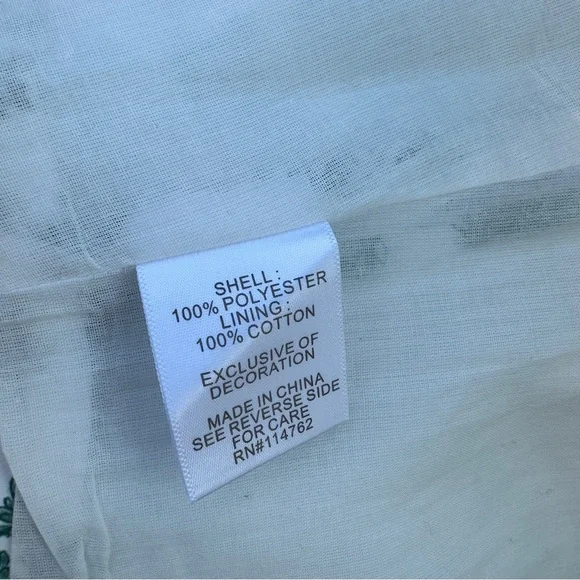 SHELL :
100% POLYESTER
LINING :
100% COTTON
EXCLUSIVE OF
DECORATION
MADE IN CHINA
SEE REVERSE SIDE
FOR CARE
RN#114762